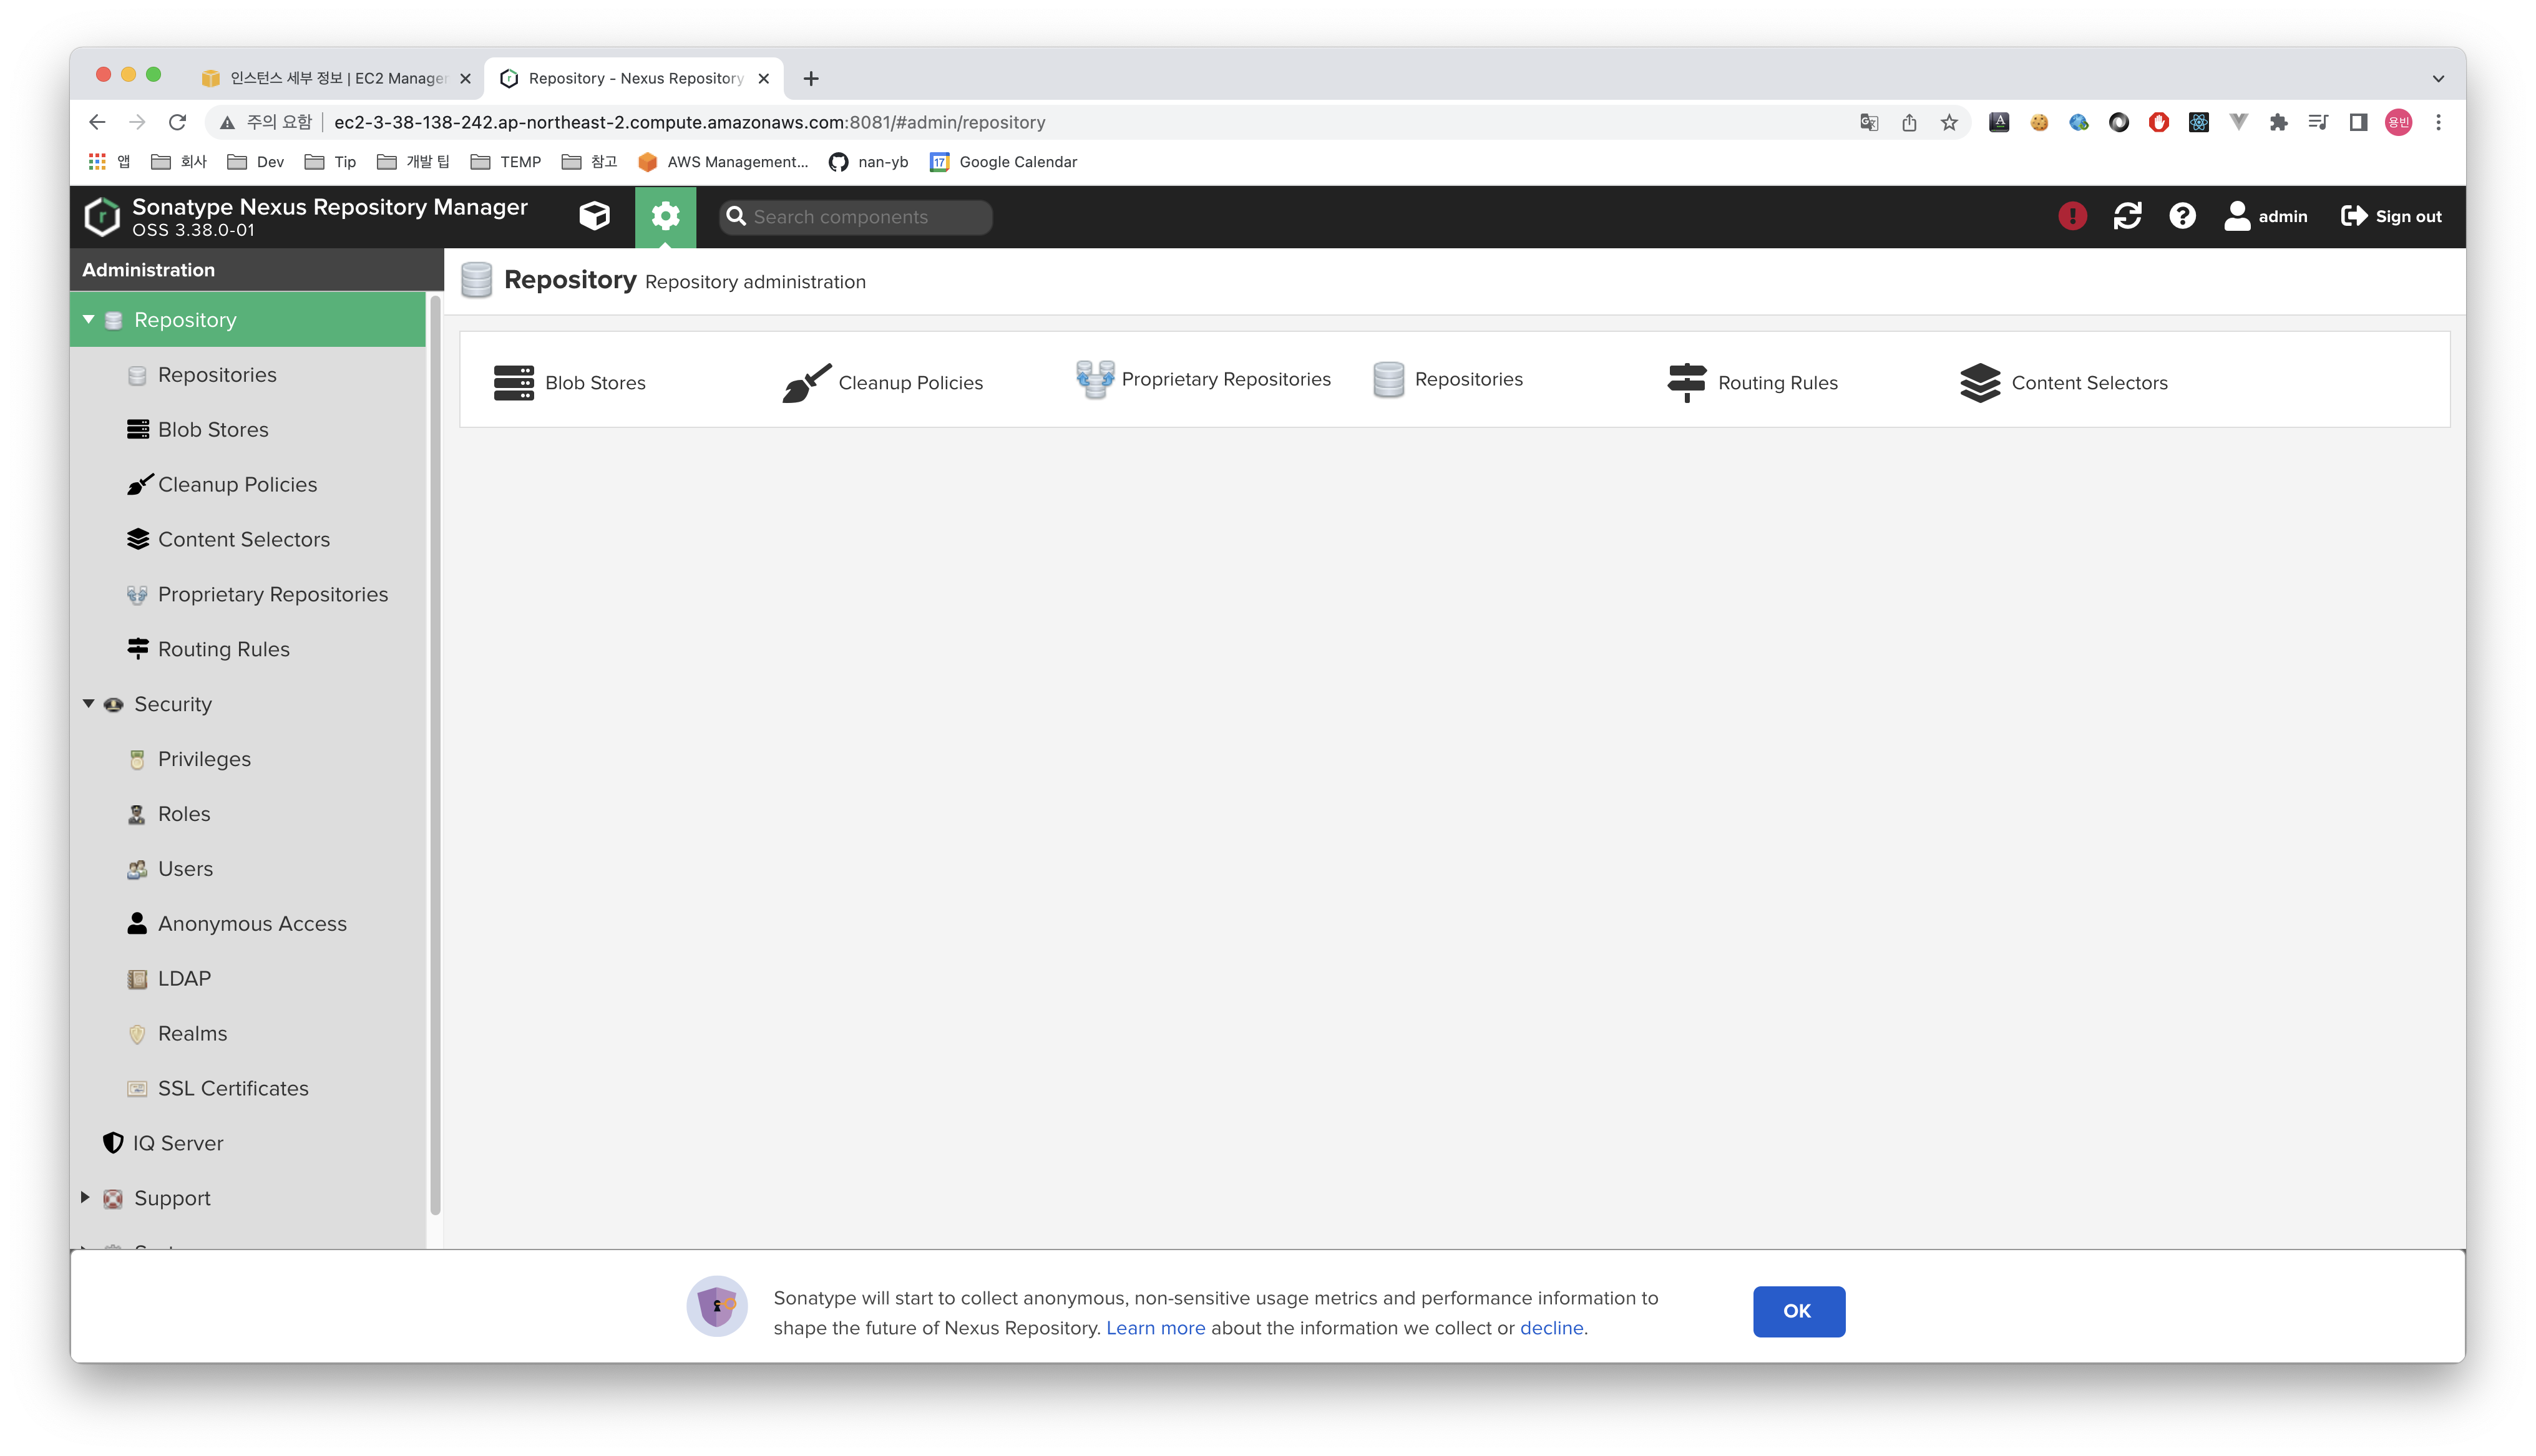 인스턴스 세부 정보 | EC2 Manager
Repository - Nexus Repository
주의 요함
ec2-3-38-138-242.ap-northeast-2.compute.amazonaws.com:8081/#admin/repository
용빈
앱
회사
Dev
Tip
개발 팁
TEMP
참고
AWS Management...
nan-yb
17
Google Calendar
Sonatype Nexus Repository Manager
OSS 3.38.0-01
Search components
admin
Sign out
Administration
Repository Repository administration
Repository
Repositories
Blob Stores
Cleanup Policies
Content Selectors
Proprietary Repositories
Routing Rules
Security
Privileges
Roles
Users
Anonymous Access
LDAP
Realms
SSL Certificates
IQ Server
Support
Blob Stores
Cleanup Policies
Proprietary Repositories
Repositories
Routing Rules
Content Selectors
Sonatype will start to collect anonymous, non-sensitive usage metrics and performance information to
shape the future of Nexus Repository. Learn more about the information we collect or decline.
OK